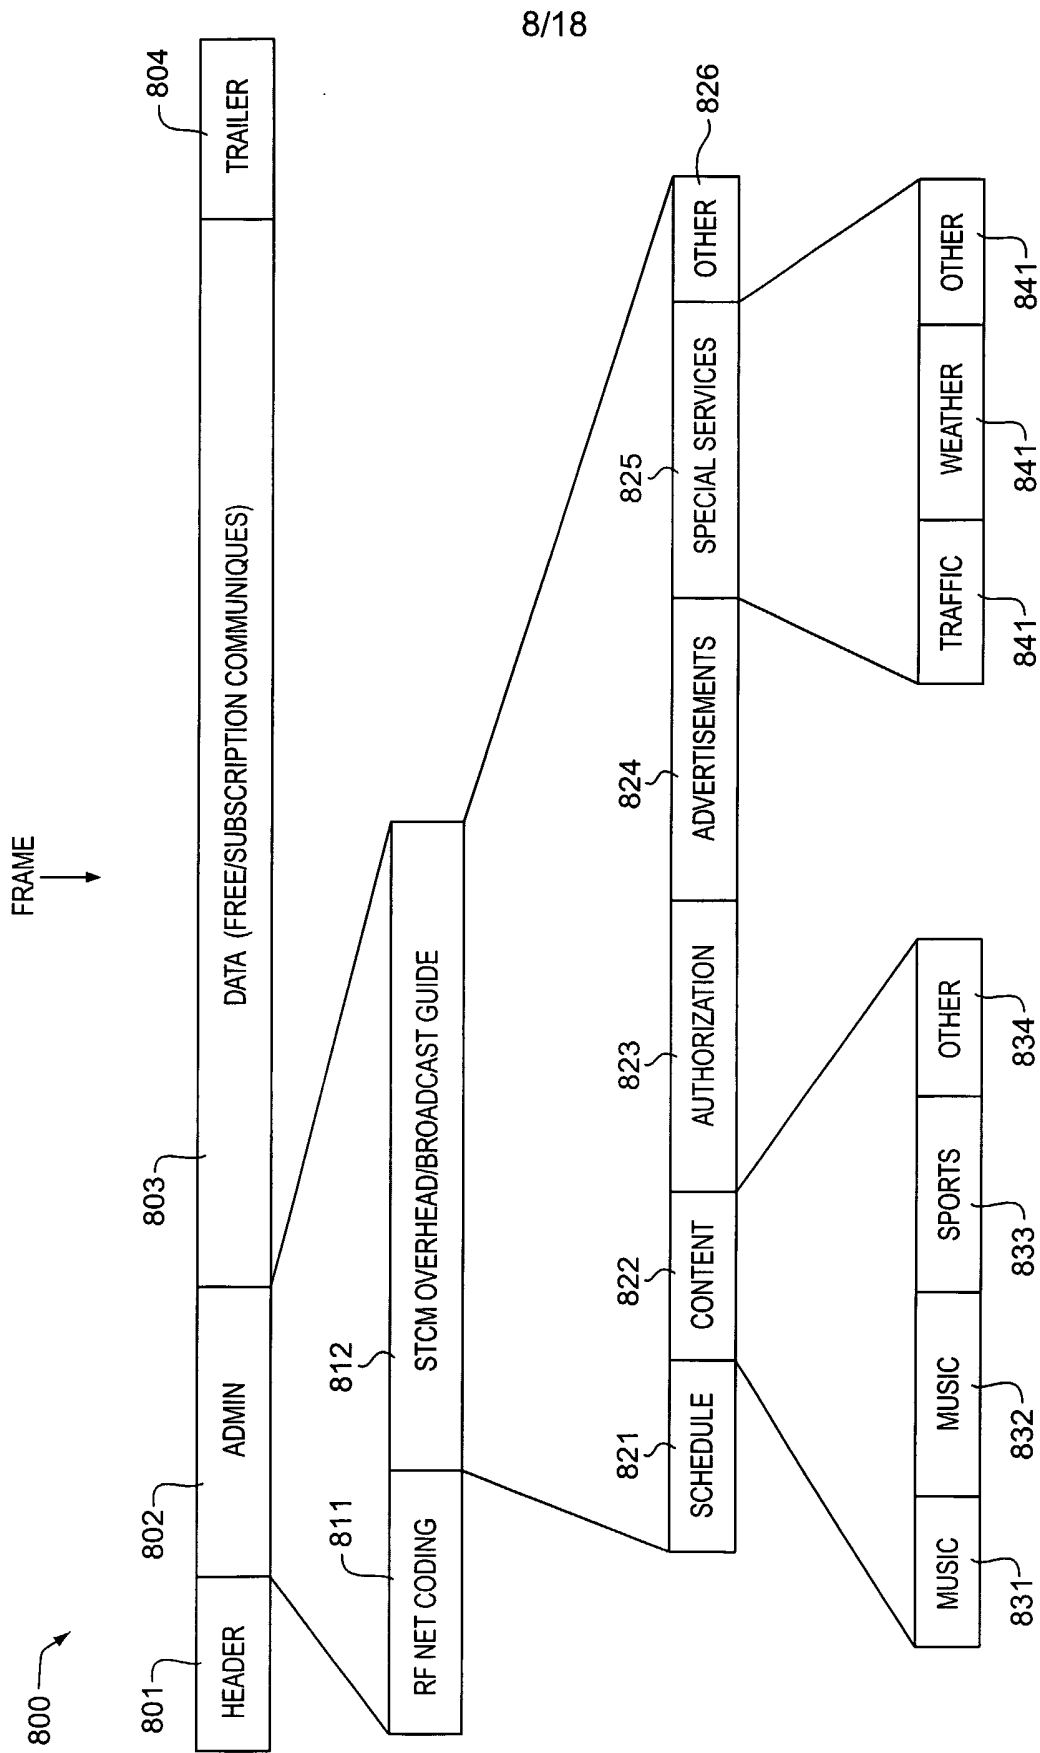 8/18
FRAME
800
801
802
803
804
HEADER
ADMIN
DATA (FREE/SUBSCRIPTION COMMUNIQUES)
TRAILER
811
812
RF NET CODING
STCM OVERHEAD/BROADCAST GUIDE
821
822
823
824
825
826
SCHEDULE
CONTENT
AUTHORIZATION
ADVERTISEMENTS
SPECIAL SERVICES
OTHER
MUSIC
MUSIC
SPORTS
OTHER
831
832
833
834
TRAFFIC
WEATHER
OTHER
841
841
841